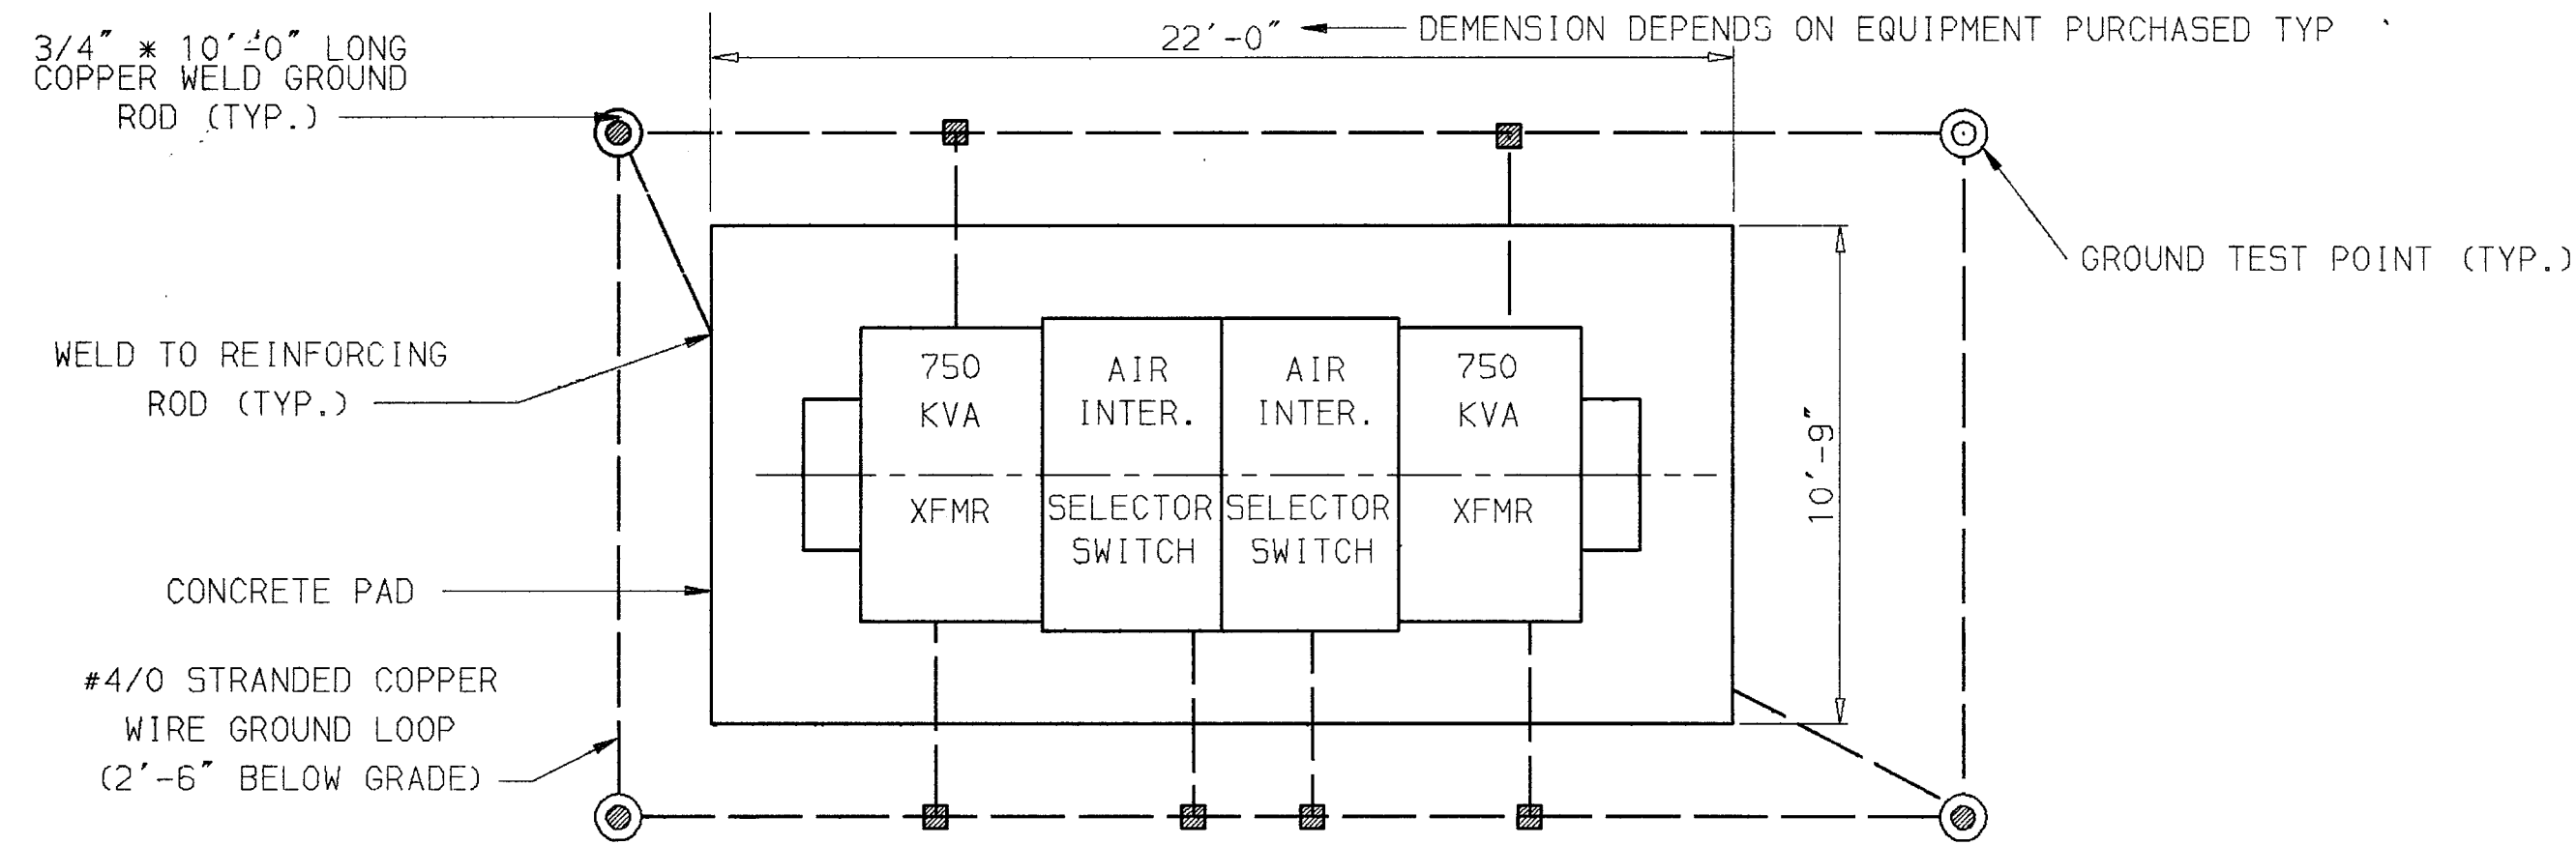 3/4" * 10'-0" LONG
COPPER WELD GROUND
ROD (TYP.)
22'-0"
DEMENSION DEPENDS ON EQUIPMENT PURCHASED TYP
GROUND TEST POINT (TYP.)
WELD TO REINFORCING
ROD (TYP.)
750
KVA
XFMR
AIR
INTER.
SELECTOR
SWITCH
AIR
INTER.
SELECTOR
SWITCH
750
KVA
XFMR
10'-9"
CONCRETE PAD
#4/0 STRANDED COPPER
WIRE GROUND LOOP
(2'-6" BELOW GRADE)